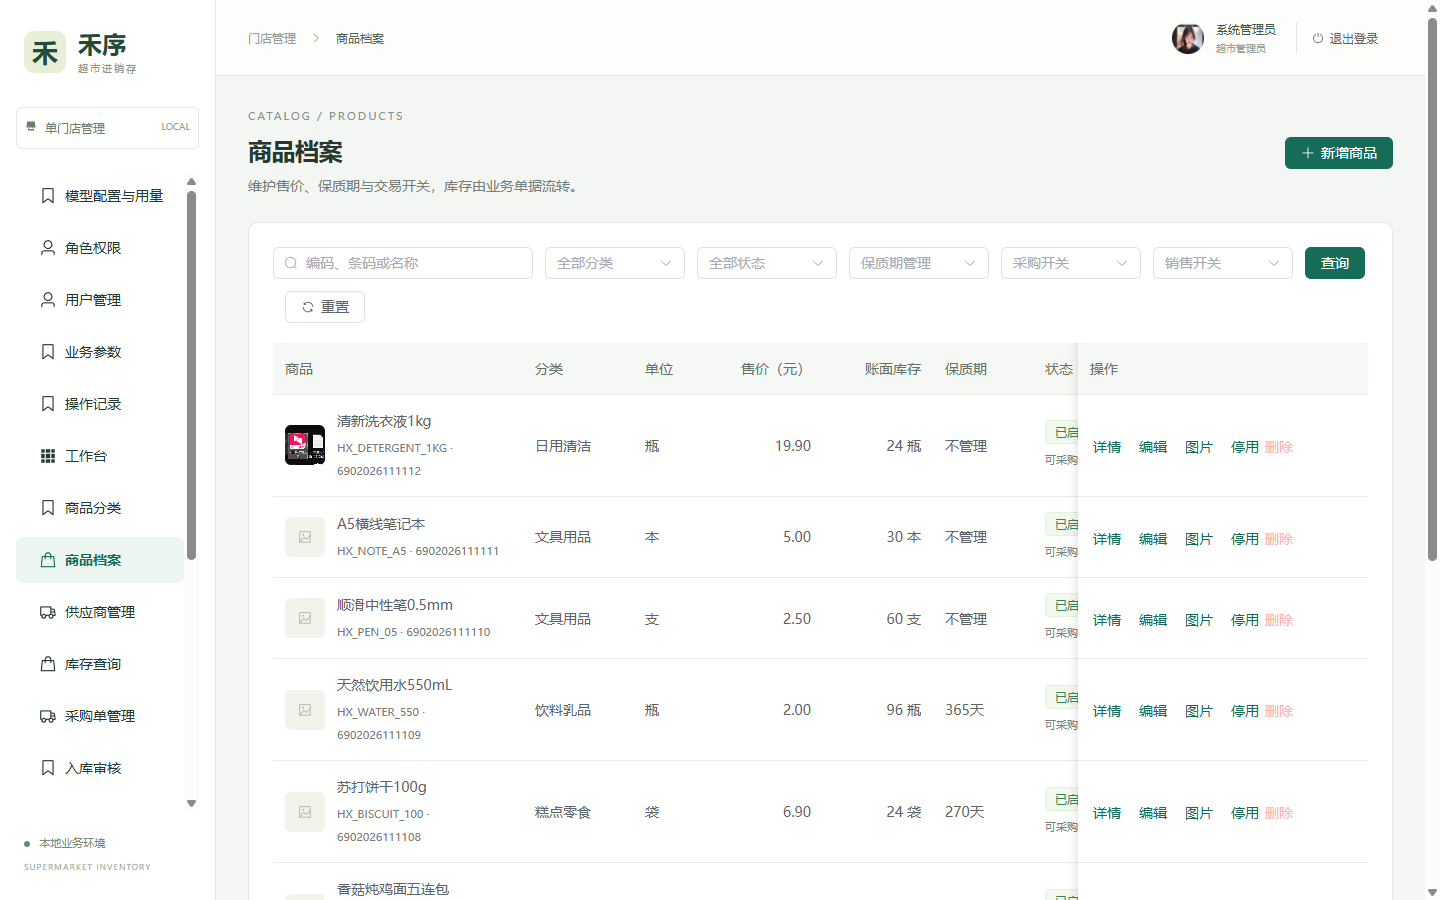 禾
禾序
超市进销存
单门店管理
LOCAL
模型配置与用量
角色权限
用户管理
业务参数
操作记录
工作台
商品分类
商品档案
供应商管理
库存查询
采购单管理
入库审核
本地业务环境
SUPERMARKET INVENTORY
门店管理
商品档案
系统管理员
超市管理员
退出登录
CATALOG / PRODUCTS
商品档案
维护售价、保质期与交易开关，库存由业务单据流转。
新增商品
编码、条码或名称
全部分类
全部状态
保质期管理
采购开关
销售开关
查询
重置
商品 分类 单位 售价（元） 账面库存 保质期 状态 操作
清新洗衣液1kg
HX_DETERGENT_1KG ·
6902026111112
日用清洁 瓶 19.90 24 瓶 不管理
已启
可采购
详情 编辑 图片 停用 删除
A5横线笔记本
HX_NOTE_A5 · 6902026111111
文具用品 本 5.00 30 本 不管理
已启
可采购
详情 编辑 图片 停用 删除
顺滑中性笔0.5mm
HX_PEN_05 · 6902026111110
文具用品 支 2.50 60 支 不管理
已启
可采购
详情 编辑 图片 停用 删除
天然饮用水550mL
HX_WATER_550 ·
6902026111109
饮料乳品 瓶 2.00 96 瓶 365天
已启
可采购
详情 编辑 图片 停用 删除
苏打饼干100g
HX_BISCUIT_100 ·
6902026111108
糕点零食 袋 6.90 24 袋 270天
已启
可采购
详情 编辑 图片 停用 删除
香菇炖鸡面五连包